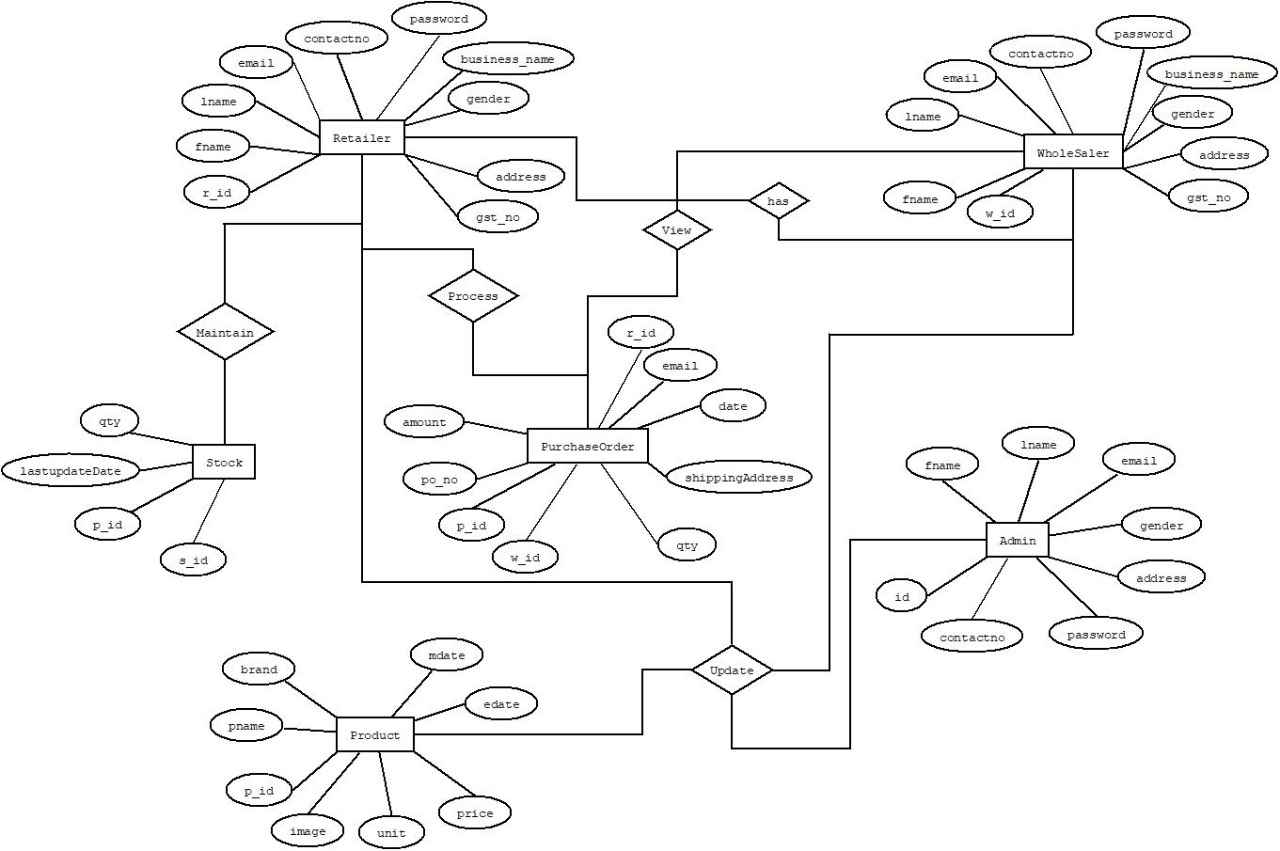 password
contactno
business_name
email
gender
lname
Retailer
fname
address
r_id
gst_no
password
contactno
business_name
email
gender
lname
WholeSaler
address
fname
w_id
gst_no
has
View
Process
Maintain
r_id
email
date
amount
PurchaseOrder
po_no
shippingAddress
p_id
w_id
qty
qty
Stock
lastupdateDate
p_id
s_id
lname
fname
email
gender
Admin
address
id
contactno
password
Update
mdate
brand
edate
pname
Product
p_id
price
image
unit